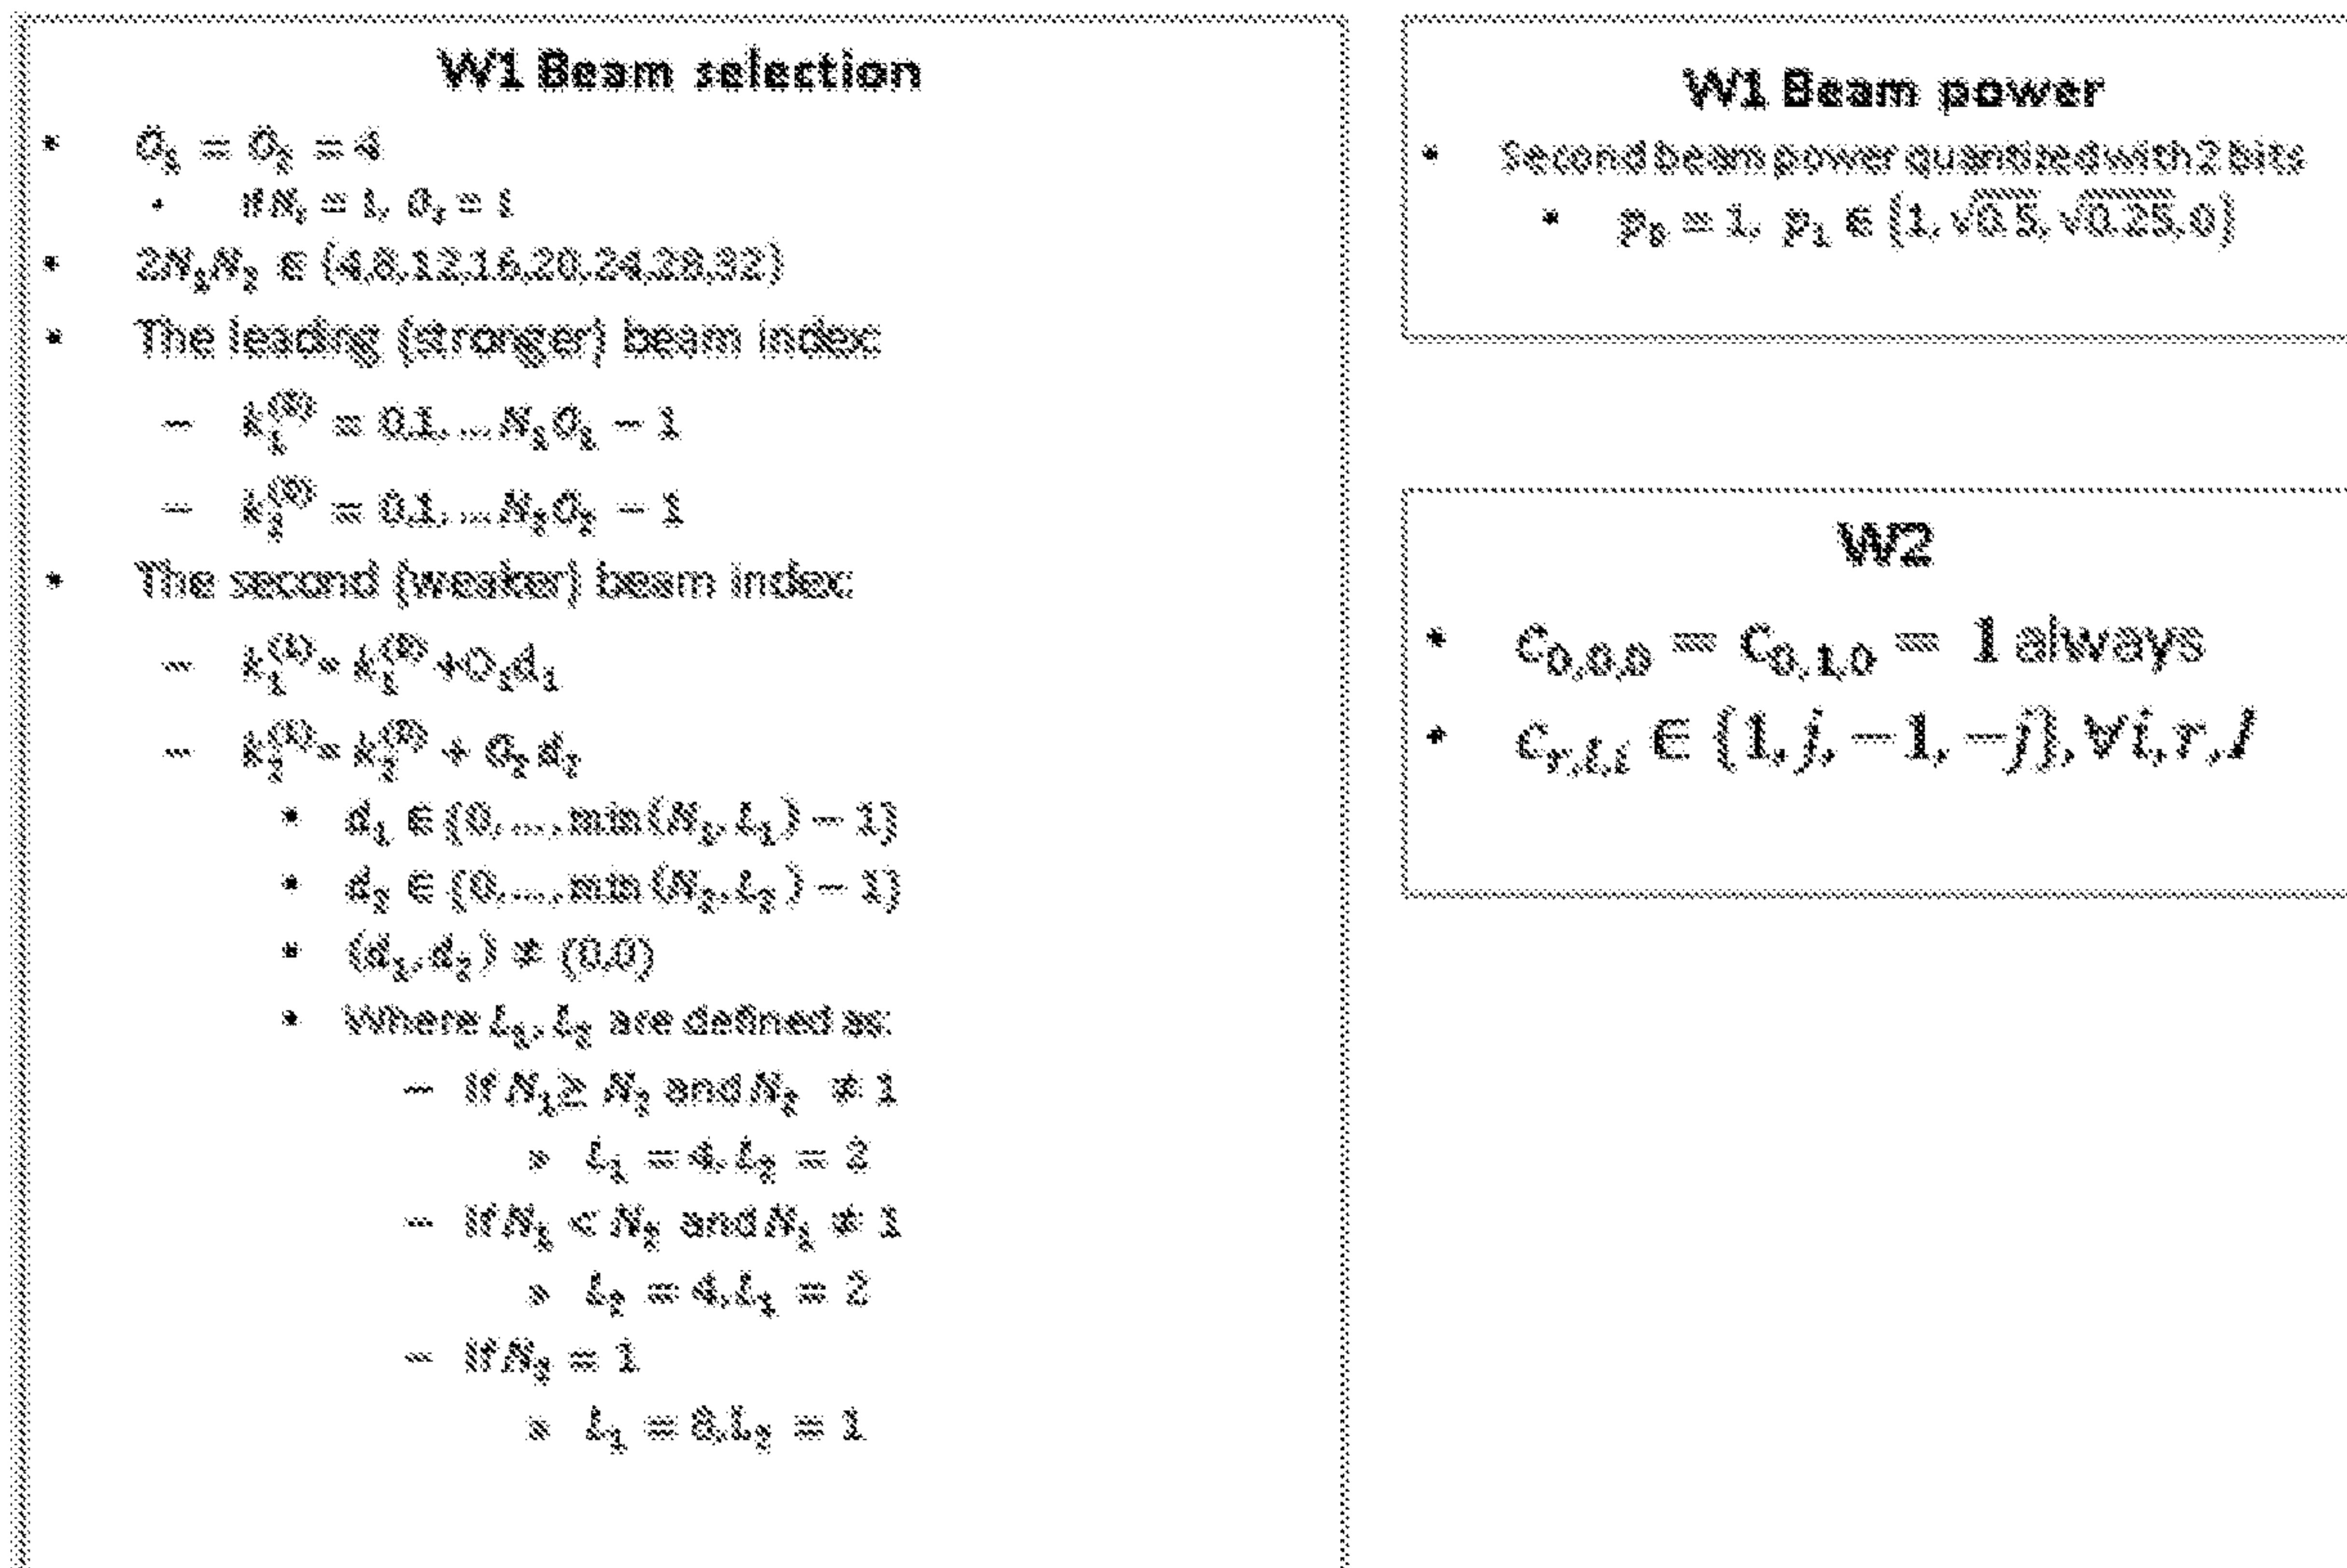 W1 Beam selection
• O₁ = O₂ = 4
• If N₂ = 1, O₂ = 1
• 2N₁N₂ ∈ {4,8,12,16,20,24,28,32}
• The leading (stronger) beam index:
– k₁⁽⁰⁾ = 0,1,...N₁O₁ − 1
– k₂⁽⁰⁾ = 0,1,...N₂O₂ − 1
• The second (weaker) beam index:
– k₁⁽¹⁾= k₁⁽⁰⁾ +O₁d₁
– k₂⁽¹⁾= k₂⁽⁰⁾ + O₂d₂
• d₁ ∈ {0, ..., min(N₁, L₁) − 1}
• d₂ ∈ {0, ..., min(N₂, L₂) − 1}
• (d₁, d₂) ≠ (0,0)
• Where L₁, L₂ are defined as:
– If N₁ ≥ N₂ and N₂ ≠ 1
» L₁ = 4, L₂ = 2
– If N₁ < N₂ and N₁ ≠ 1
» L₂ = 4, L₁ = 2
– If N₂ = 1
» L₁ = 8, L₂ = 1
W1 Beam power
• Second beam power quantized with 2 bits
• p₀ = 1, p₁ ∈ {1, √0.5, √0.25, 0}
W2
• c₀,₀,₀ = c₀,₁,₀ = 1 always
• c_{r,l,i} ∈ {1, j, −1, −j}, ∀i, r, l